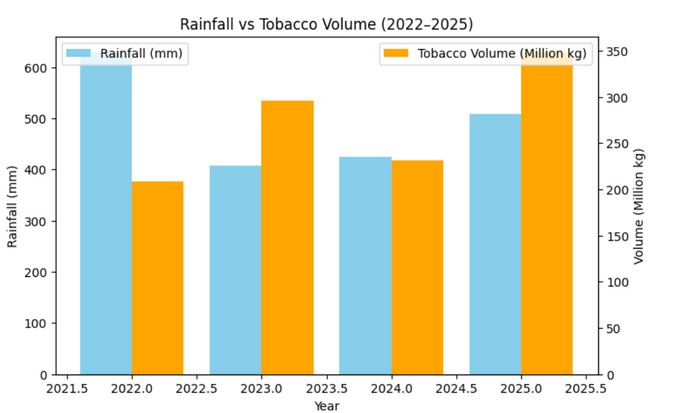 Rainfall vs Tobacco Volume (2022–2025)
Rainfall (mm)
Tobacco Volume (Million kg)
Rainfall (mm)
600
500
400
300
200
100
0
350
300
250
200
150
100
50
0
Volume (Million kg)
2021.5 2022.0 2022.5 2023.0 2023.5 2024.0 2024.5 2025.0 2025.5
Year